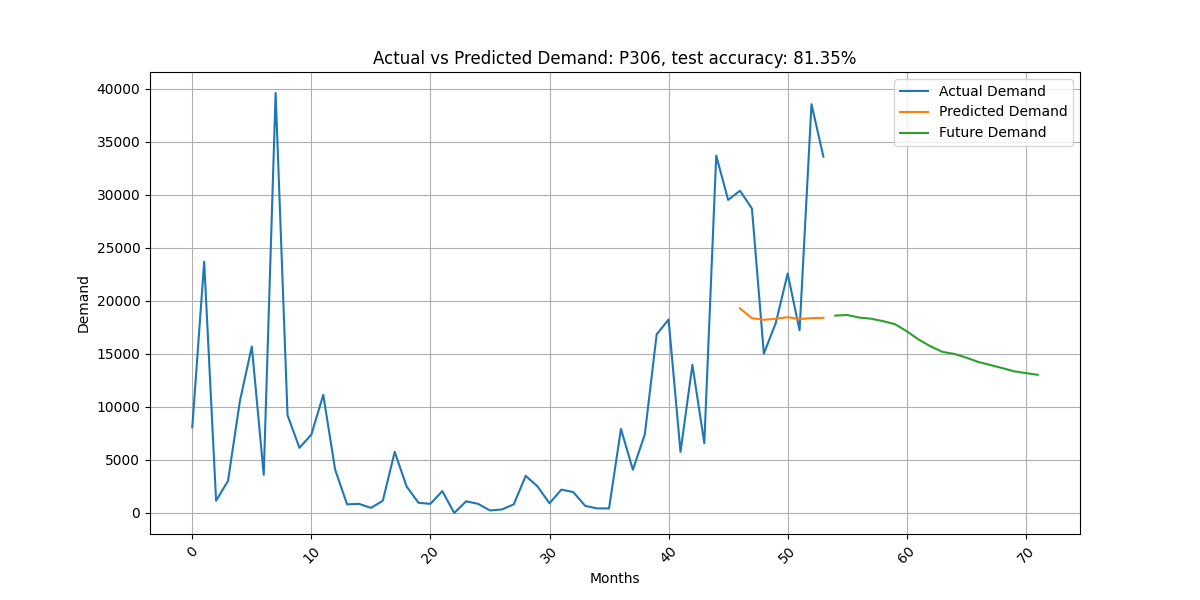 Actual vs Predicted Demand: P306, test accuracy: 81.35%
Actual Demand
Predicted Demand
Future Demand
Demand
40000
35000
30000
25000
20000
15000
10000
5000
0
0 10 20 30 40 50 60 70
Months